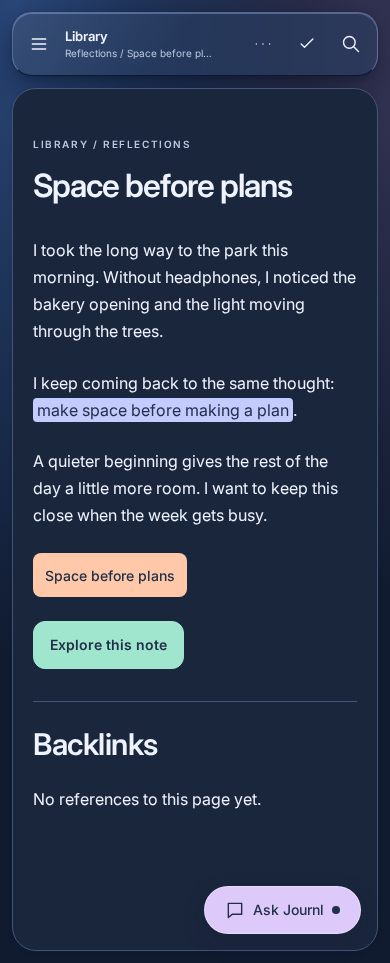 Library
Reflections / Space before pl...
LIBRARY / REFLECTIONS
Space before plans
I took the long way to the park this
morning. Without headphones, I noticed the
bakery opening and the light moving
through the trees.
I keep coming back to the same thought:
make space before making a plan.
A quieter beginning gives the rest of the
day a little more room. I want to keep this
close when the week gets busy.
Space before plans
Explore this note
Backlinks
No references to this page yet.
Ask Journl